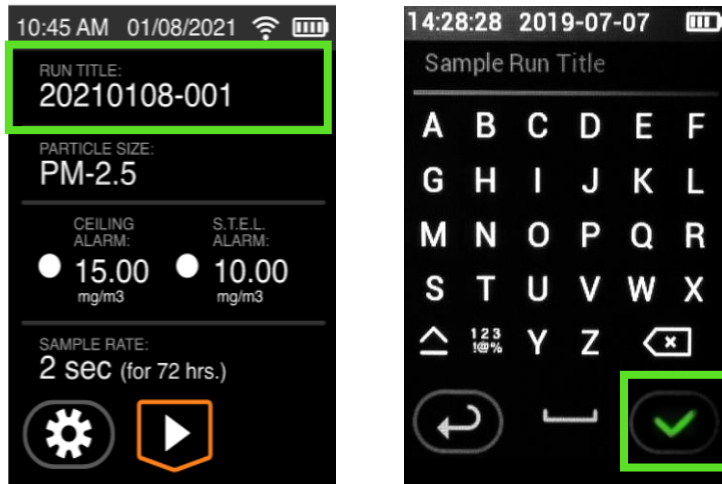 10:45 AM 01/08/2021
RUN TITLE:
20210108-001
PARTICLE SIZE:
PM-2.5
CEILING ALARM:
15.00
mg/m3
S.T.E.L. ALARM:
10.00
mg/m3
SAMPLE RATE:
2 sec (for 72 hrs.)
14:28:28 2019-07-07
Sample Run Title
A B C D E F
G H I J K L
M N O P Q R
S T U V W X
123
!@% Y Z